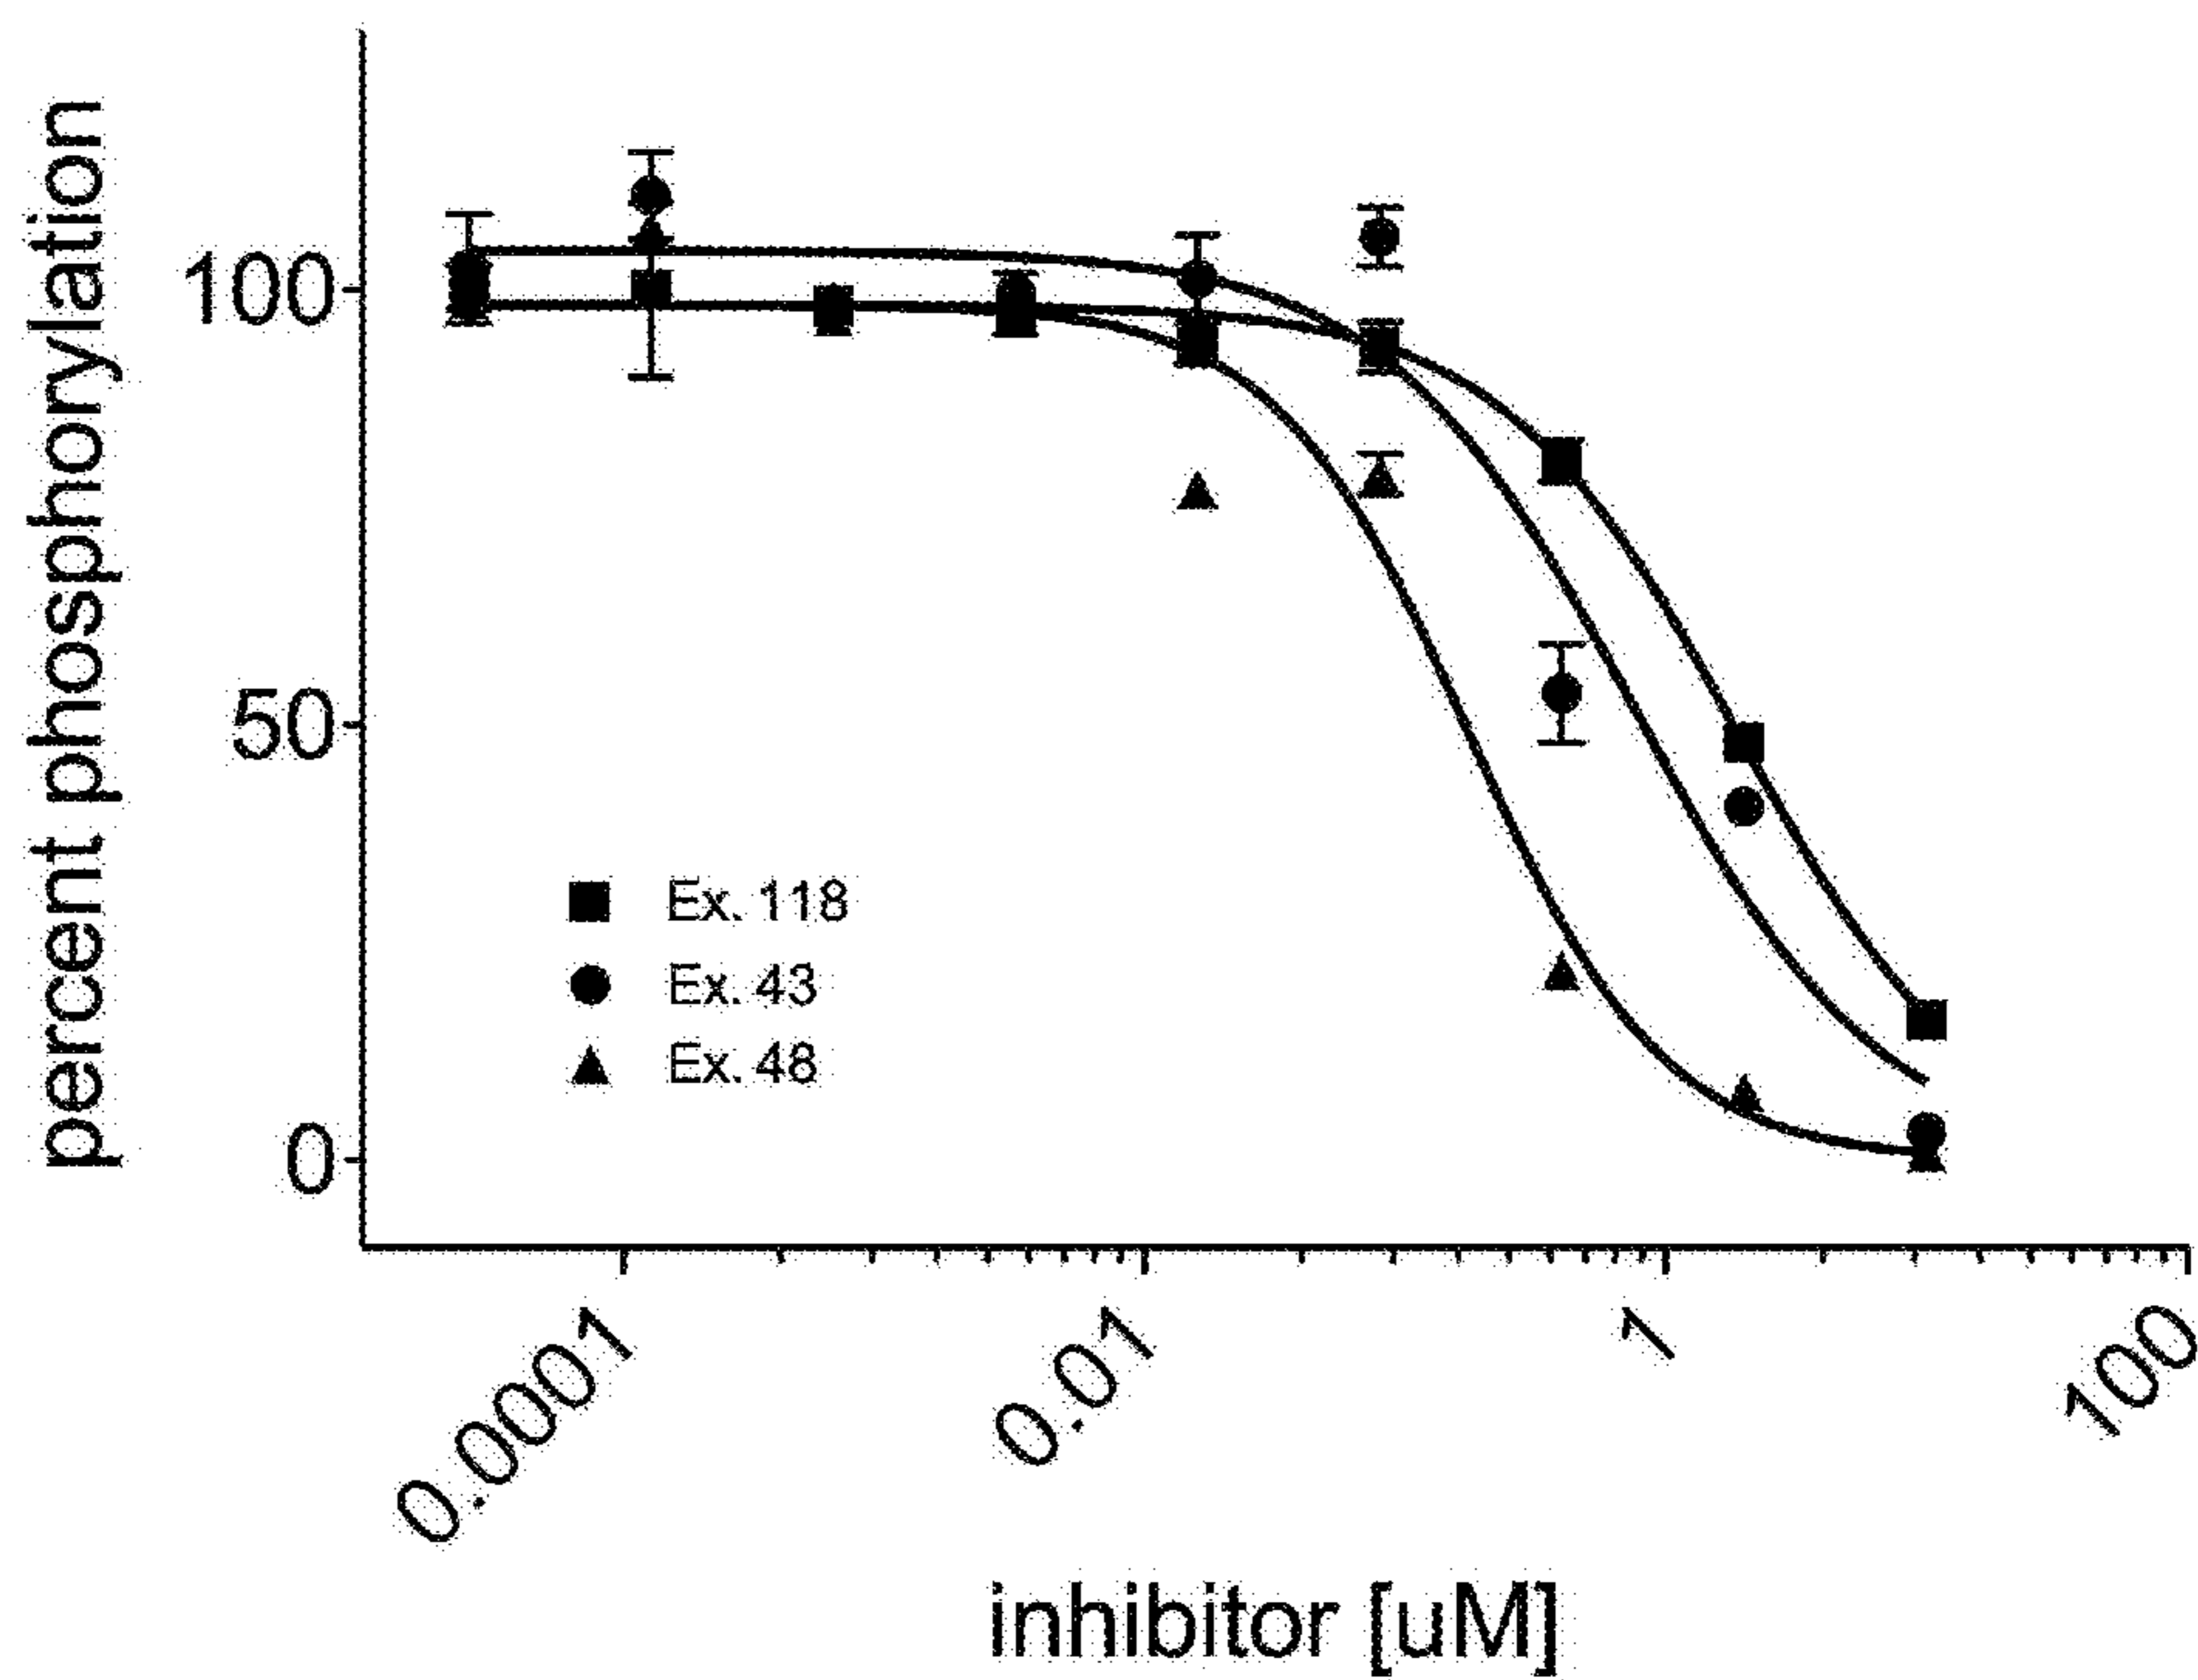 percent phosphorylation
100
50
0
Ex. 118
Ex. 43
Ex. 48
0.0001
0.01
1
100
inhibitor [uM]